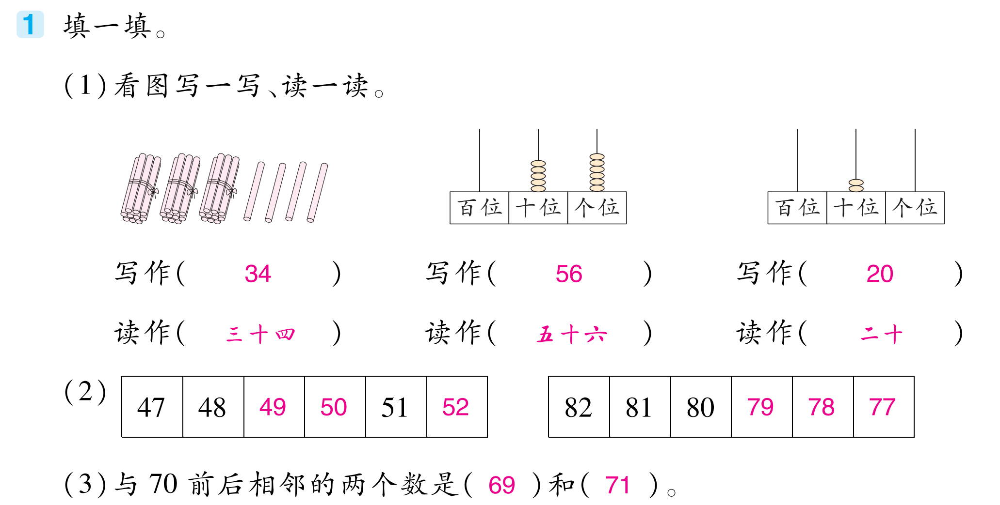 1 填一填。
(1)看图写一写、读一读。
百位 十位 个位 百位 十位 个位
写作( 34 ) 写作( 56 ) 写作( 20 )
读作( 三十四 ) 读作( 五十六 ) 读作( 二十 )
(2) 47 48 49 50 51 52 82 81 80 79 78 77
(3)与 70 前后相邻的两个数是( 69 )和( 71 )。